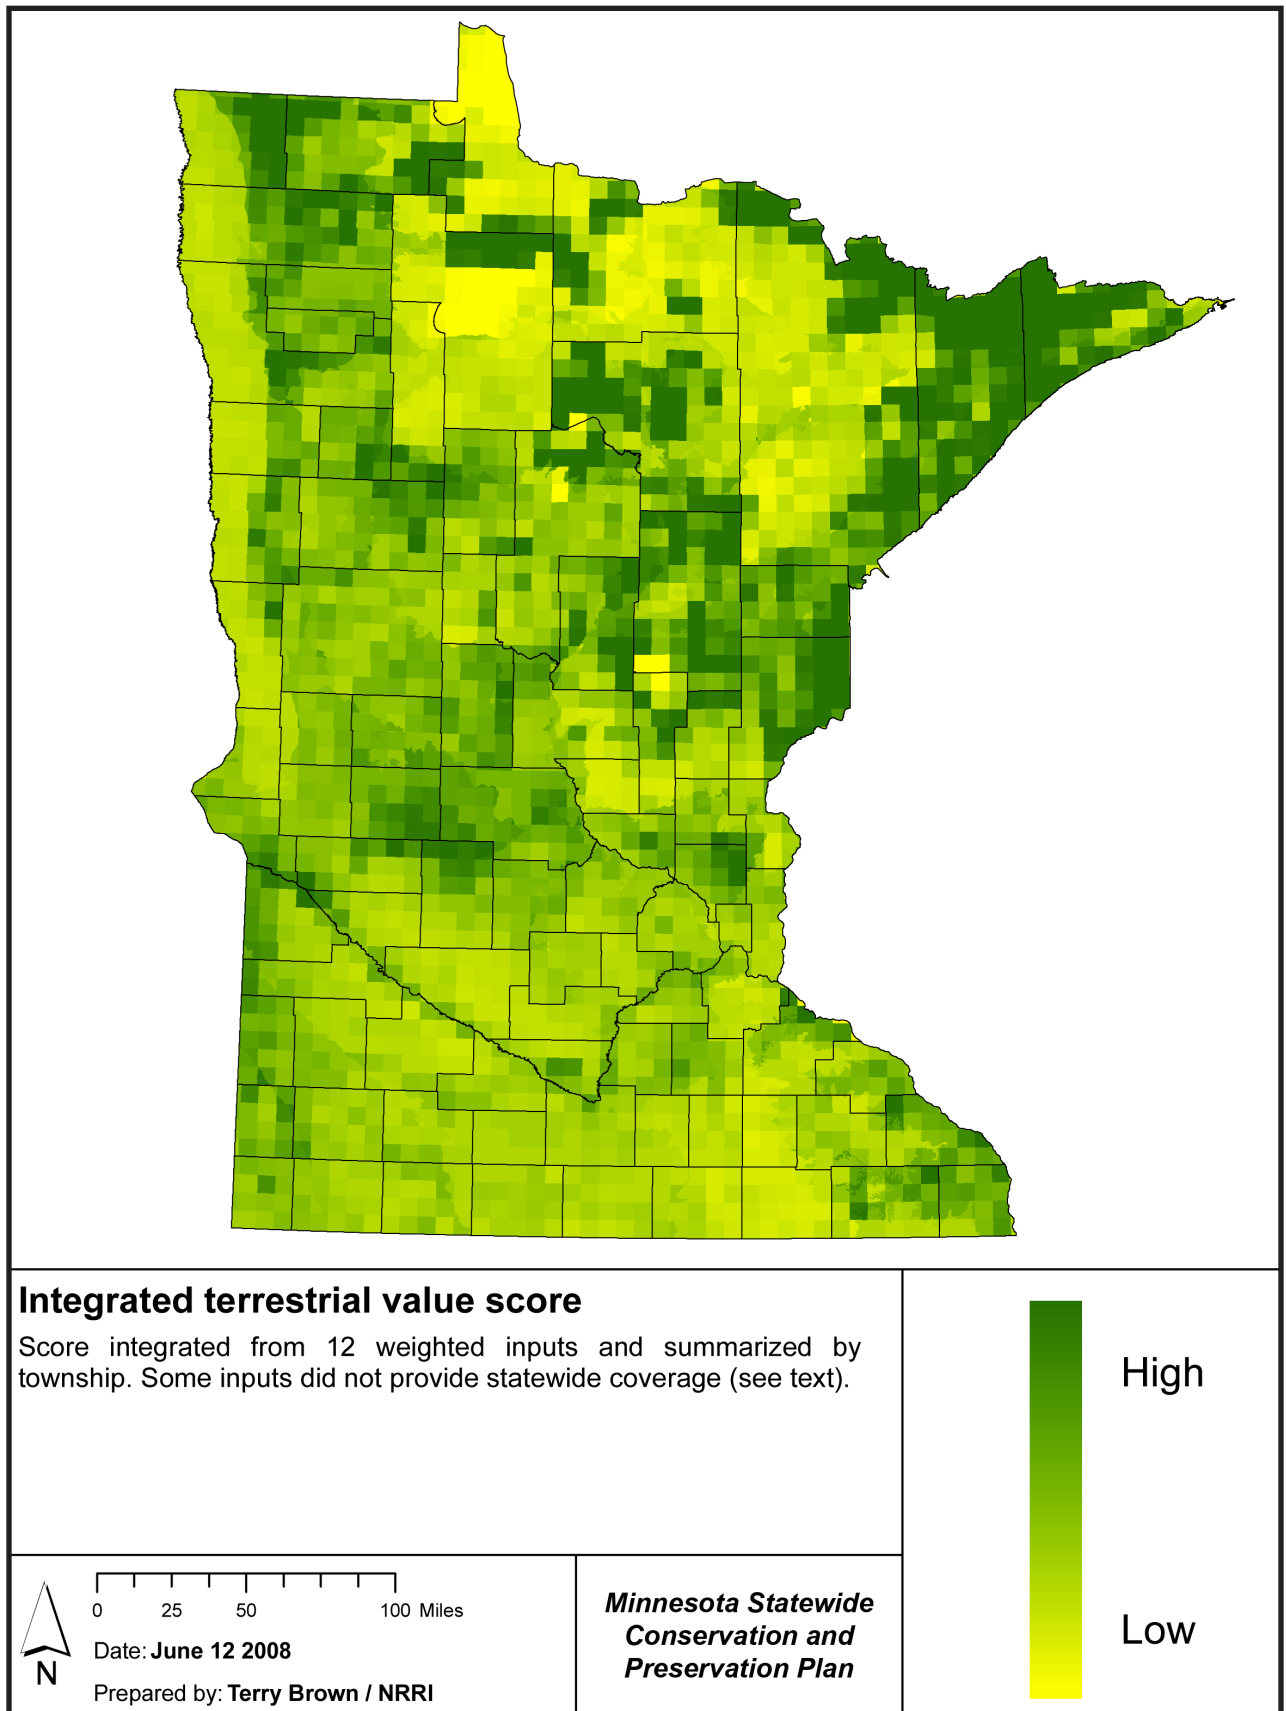 Integrated terrestrial value score
Score integrated from 12 weighted inputs and summarized by
township. Some inputs did not provide statewide coverage (see text).
High
Low
0 25 50 100 Miles
Date: June 12 2008
Prepared by: Terry Brown / NRRI
N
Minnesota Statewide
Conservation and
Preservation Plan